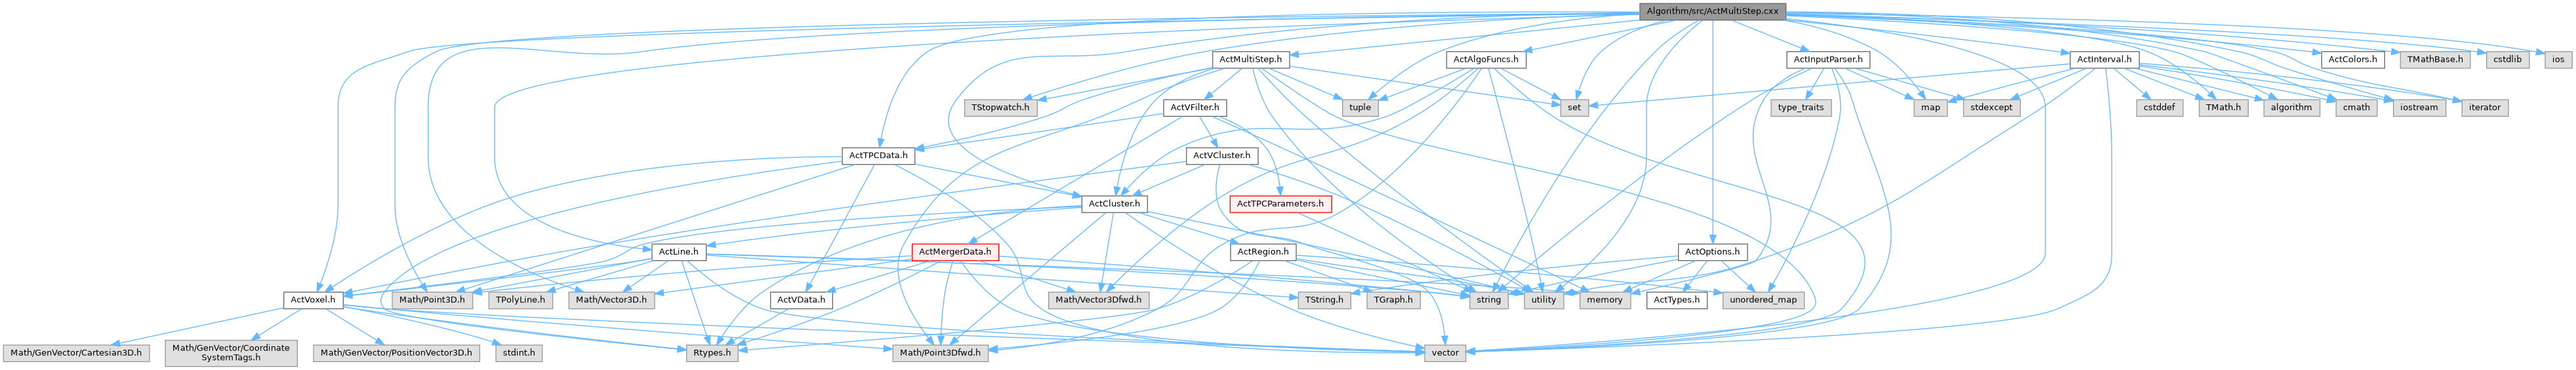 Algorithm/src/ActMultiStep.cxx
ActMultiStep.h
ActAlgoFuncs.h
ActInputParser.h
ActInterval.h
ActColors.h
TMathBase.h
cstdlib
ios
TStopwatch.h
ActVFilter.h
tuple
set
type_traits
map
stdexcept
cstddef
TMath.h
algorithm
cmath
iostream
iterator
ActTPCData.h
ActVCluster.h
ActCluster.h
ActTPCParameters.h
ActLine.h
ActMergerData.h
ActRegion.h
ActOptions.h
ActVoxel.h
Math/Point3D.h
TPolyLine.h
Math/Vector3D.h
ActVData.h
Math/Vector3Dfwd.h
TString.h
TGraph.h
string
utility
memory
ActTypes.h
unordered_map
Math/GenVector/Cartesian3D.h
Math/GenVector/Coordinate
SystemTags.h
Math/GenVector/PositionVector3D.h
stdint.h
Rtypes.h
Math/Point3Dfwd.h
vector